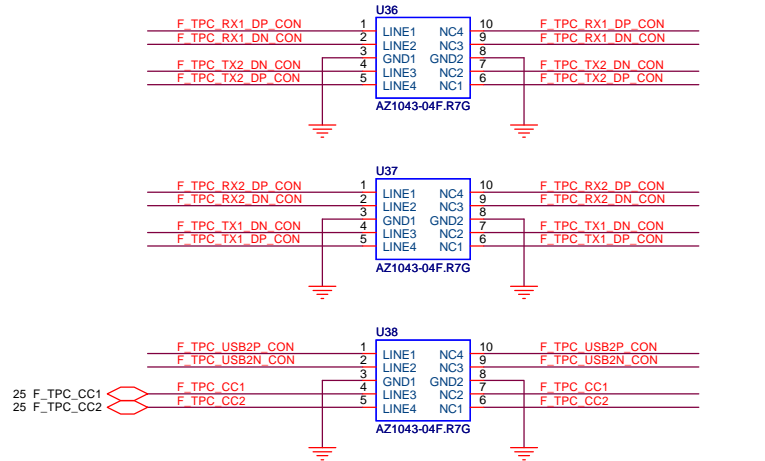 U36
F_TPC_RX1_DP_CON 1 LINE1 NC4 10 F_TPC_RX1_DP_CON
F_TPC_RX1_DN_CON 2 LINE2 NC3 9 F_TPC_RX1_DN_CON
3 GND1 GND2 8
F_TPC_TX2_DN_CON 4 LINE3 NC2 7 F_TPC_TX2_DN_CON
F_TPC_TX2_DP_CON 5 LINE4 NC1 6 F_TPC_TX2_DP_CON
AZ1043-04F.R7G
U37
F_TPC_RX2_DP_CON 1 LINE1 NC4 10 F_TPC_RX2_DP_CON
F_TPC_RX2_DN_CON 2 LINE2 NC3 9 F_TPC_RX2_DN_CON
3 GND1 GND2 8
F_TPC_TX1_DN_CON 4 LINE3 NC2 7 F_TPC_TX1_DN_CON
F_TPC_TX1_DP_CON 5 LINE4 NC1 6 F_TPC_TX1_DP_CON
AZ1043-04F.R7G
U38
F_TPC_USB2P_CON 1 LINE1 NC4 10 F_TPC_USB2P_CON
F_TPC_USB2N_CON 2 LINE2 NC3 9 F_TPC_USB2N_CON
3 GND1 GND2 8
25 F_TPC_CC1 F_TPC_CC1 4 LINE3 NC2 7 F_TPC_CC1
25 F_TPC_CC2 F_TPC_CC2 5 LINE4 NC1 6 F_TPC_CC2
AZ1043-04F.R7G